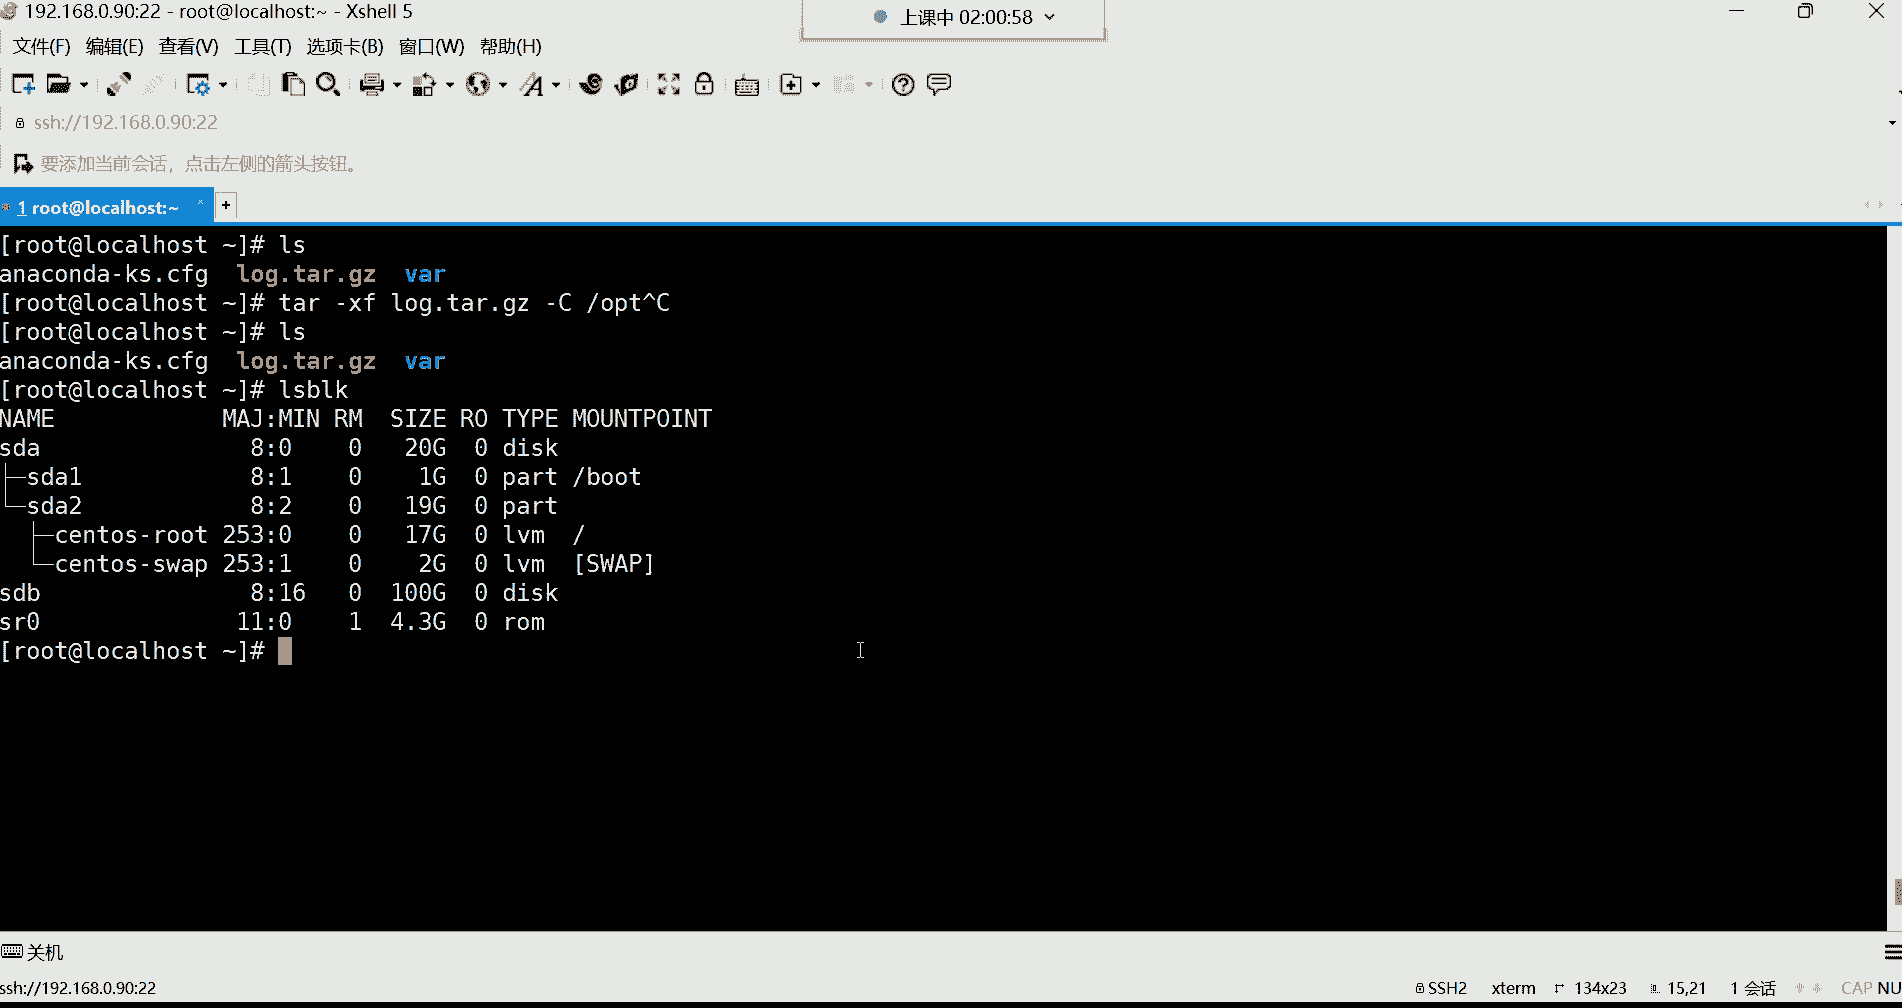 192.168.0.90:22 - root@localhost:~ - Xshell 5
上课中 02:00:58
文件(F) 编辑(E) 查看(V) 工具(T) 选项卡(B) 窗口(W) 帮助(H)
ssh://192.168.0.90:22
要添加当前会话，点击左侧的箭头按钮。
1 root@localhost:~ +
[root@localhost ~]# ls
anaconda-ks.cfg  log.tar.gz  var
[root@localhost ~]# tar -xf log.tar.gz -C /opt^C
[root@localhost ~]# ls
anaconda-ks.cfg  log.tar.gz  var
[root@localhost ~]# lsblk
NAME            MAJ:MIN RM  SIZE RO TYPE MOUNTPOINT
sda               8:0    0   20G  0 disk
├─sda1            8:1    0    1G  0 part /boot
└─sda2            8:2    0   19G  0 part
  ├─centos-root 253:0    0   17G  0 lvm  /
  └─centos-swap 253:1    0    2G  0 lvm  [SWAP]
sdb               8:16   0  100G  0 disk
sr0              11:0    1  4.3G  0 rom
[root@localhost ~]#
关机
ssh://192.168.0.90:22 SSH2 xterm 134x23 15,21 1 会话 CAP NU